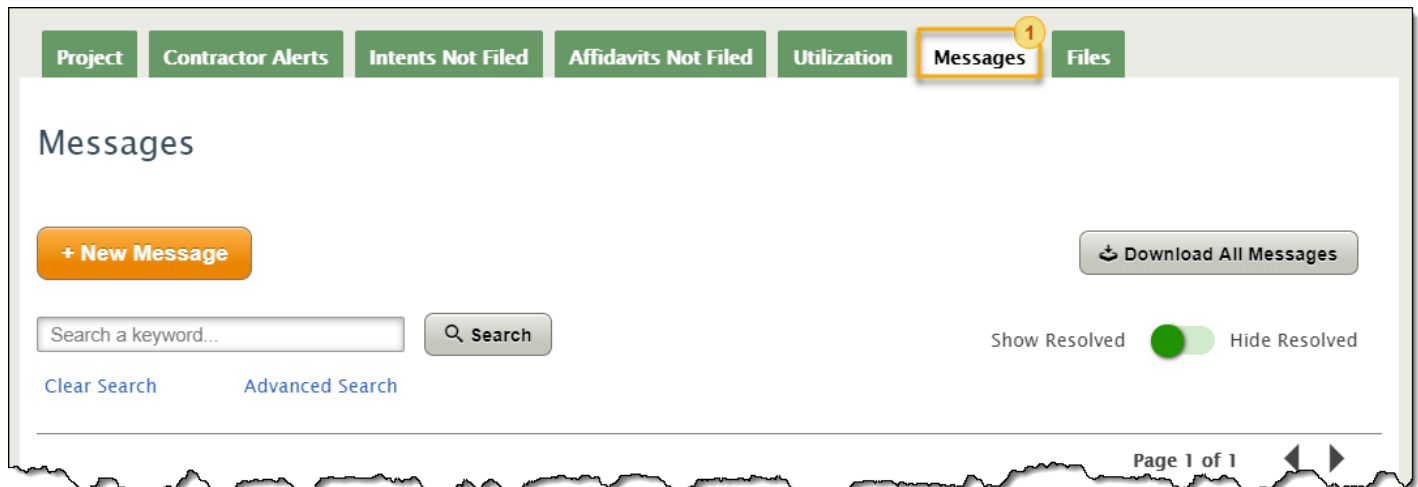 1
Project Contractor Alerts Intents Not Filed Affidavits Not Filed Utilization Messages Files
Messages
+ New Message
Download All Messages
Search a keyword...
Search
Show Resolved Hide Resolved
Clear Search Advanced Search
Page 1 of 1